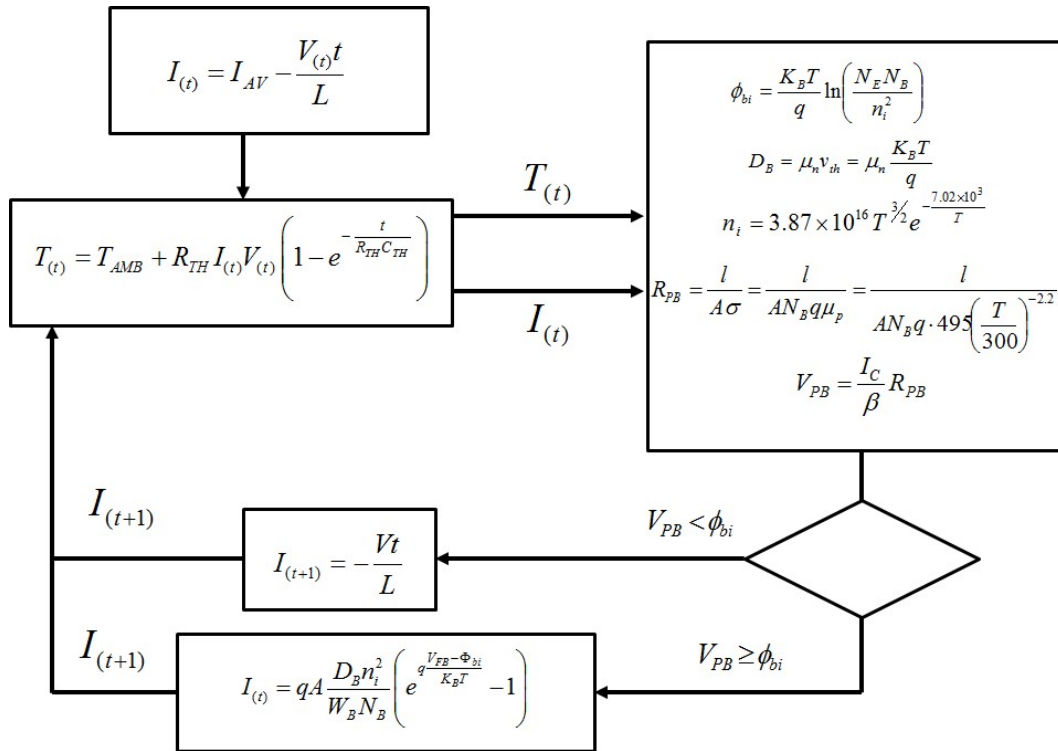 I_(t) = I_AV − V_(t)t / L
T_(t) = T_AMB + R_TH I_(t) V_(t) (1 − e^(−t / (R_TH C_TH)))
T_(t)
I_(t)
ϕ_bi = (K_B T / q) ln(N_E N_B / n_i^2)
D_B = μ_n v_th = μ_n K_B T / q
n_i = 3.87×10^16 T^(3/2) e^(−7.02×10^3 / T)
R_PB = l / (Aσ) = l / (A N_B q μ_p) = l / (A N_B q · 495 (T / 300)^(−2.2))
V_PB = (I_C / β) R_PB
I_(t+1)
I_(t+1) = − Vt / L
V_PB < ϕ_bi
I_(t+1)
I_(t) = qA (D_B n_i^2 / (W_B N_B)) (e^(q (V_FB − Φ_bi) / (K_B T)) − 1)
V_PB ≥ ϕ_bi